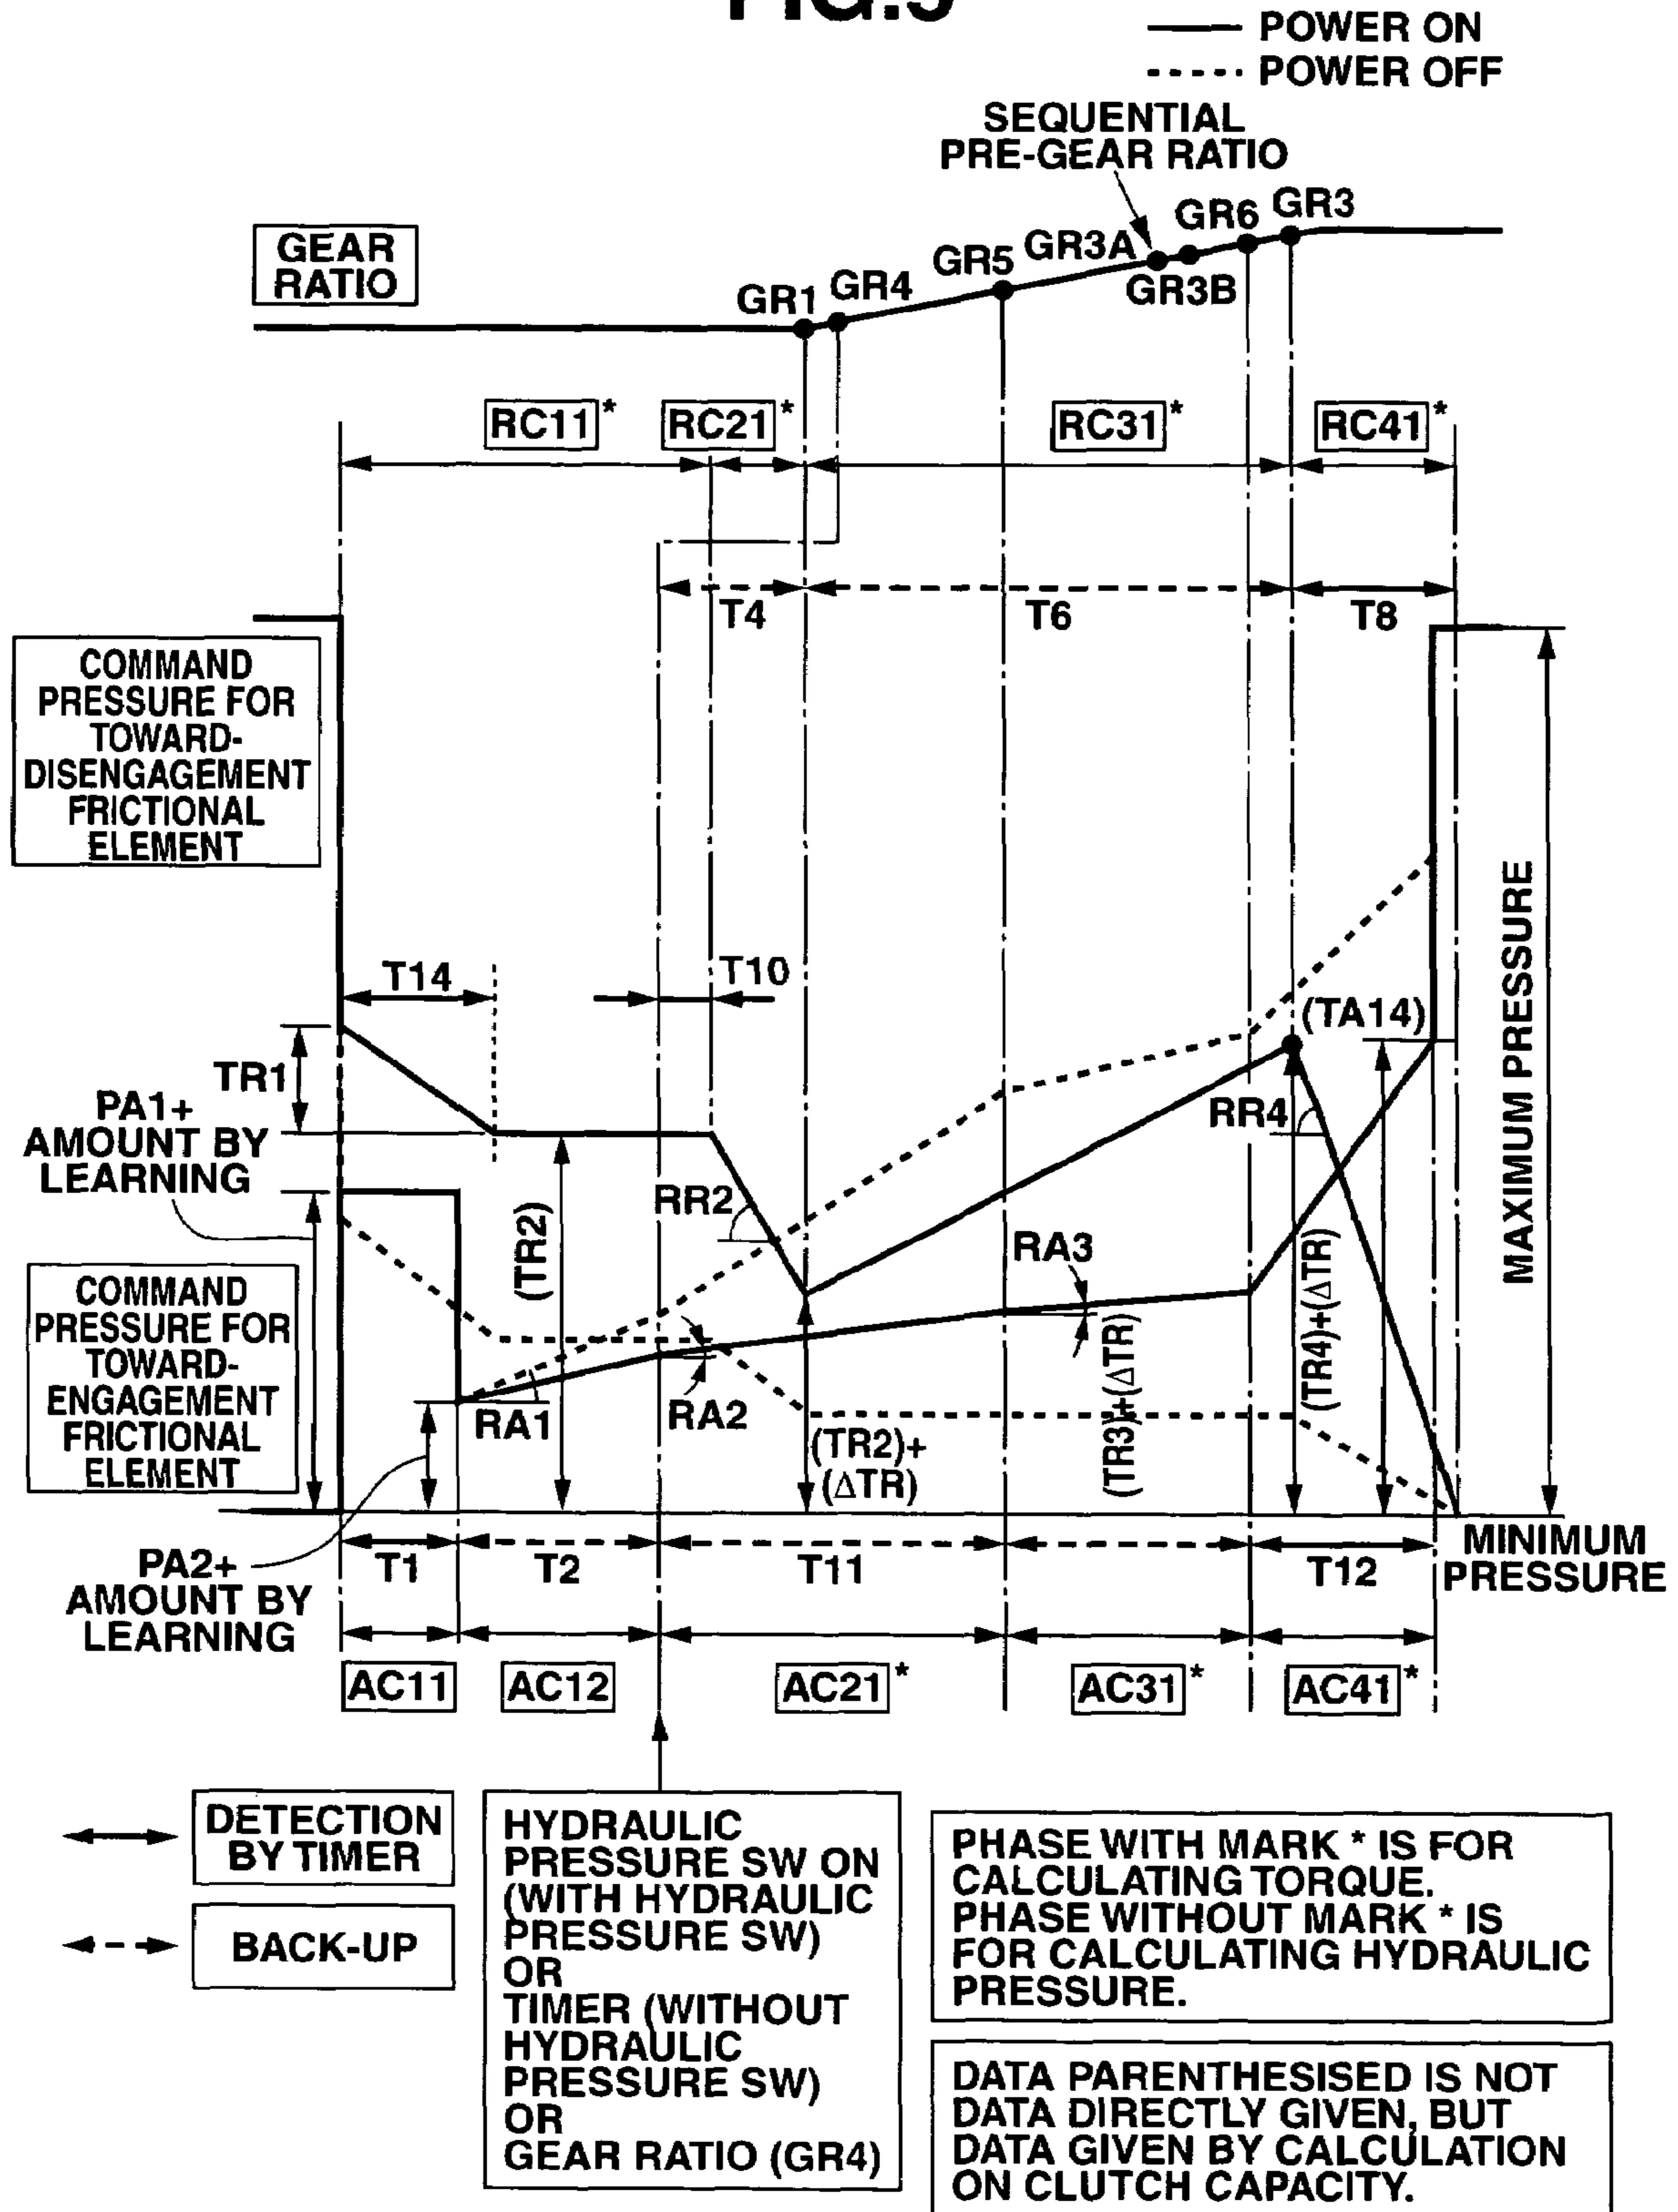 FIG.5
POWER ON
POWER OFF
SEQUENTIAL
PRE-GEAR RATIO
GEAR
RATIO
GR1
GR4
GR5
GR3A
GR3B
GR6
GR3
RC11*
RC21*
RC31*
RC41*
T4
T6
T8
COMMAND
PRESSURE FOR
TOWARD-
DISENGAGEMENT
FRICTIONAL
ELEMENT
T14
T10
(TA14)
MAXIMUM PRESSURE
TR1
PA1+
AMOUNT BY
LEARNING
RR4
RR2
(TR2)
RA3
COMMAND
PRESSURE FOR
TOWARD-
ENGAGEMENT
FRICTIONAL
ELEMENT
RA1
RA2
(TR2)+
(ΔTR)
(TR3)+(ΔTR)
(TR4)+(ΔTR)
PA2+
AMOUNT BY
LEARNING
T1
T2
T11
T12
MINIMUM
PRESSURE
AC11
AC12
AC21*
AC31*
AC41*
DETECTION
BY TIMER
BACK-UP
HYDRAULIC
PRESSURE SW ON
(WITH HYDRAULIC
PRESSURE SW)
OR
TIMER (WITHOUT
HYDRAULIC
PRESSURE SW)
OR
GEAR RATIO (GR4)
PHASE WITH MARK * IS FOR
CALCULATING TORQUE.
PHASE WITHOUT MARK * IS
FOR CALCULATING HYDRAULIC
PRESSURE.
DATA PARENTHESISED IS NOT
DATA DIRECTLY GIVEN, BUT
DATA GIVEN BY CALCULATION
ON CLUTCH CAPACITY.